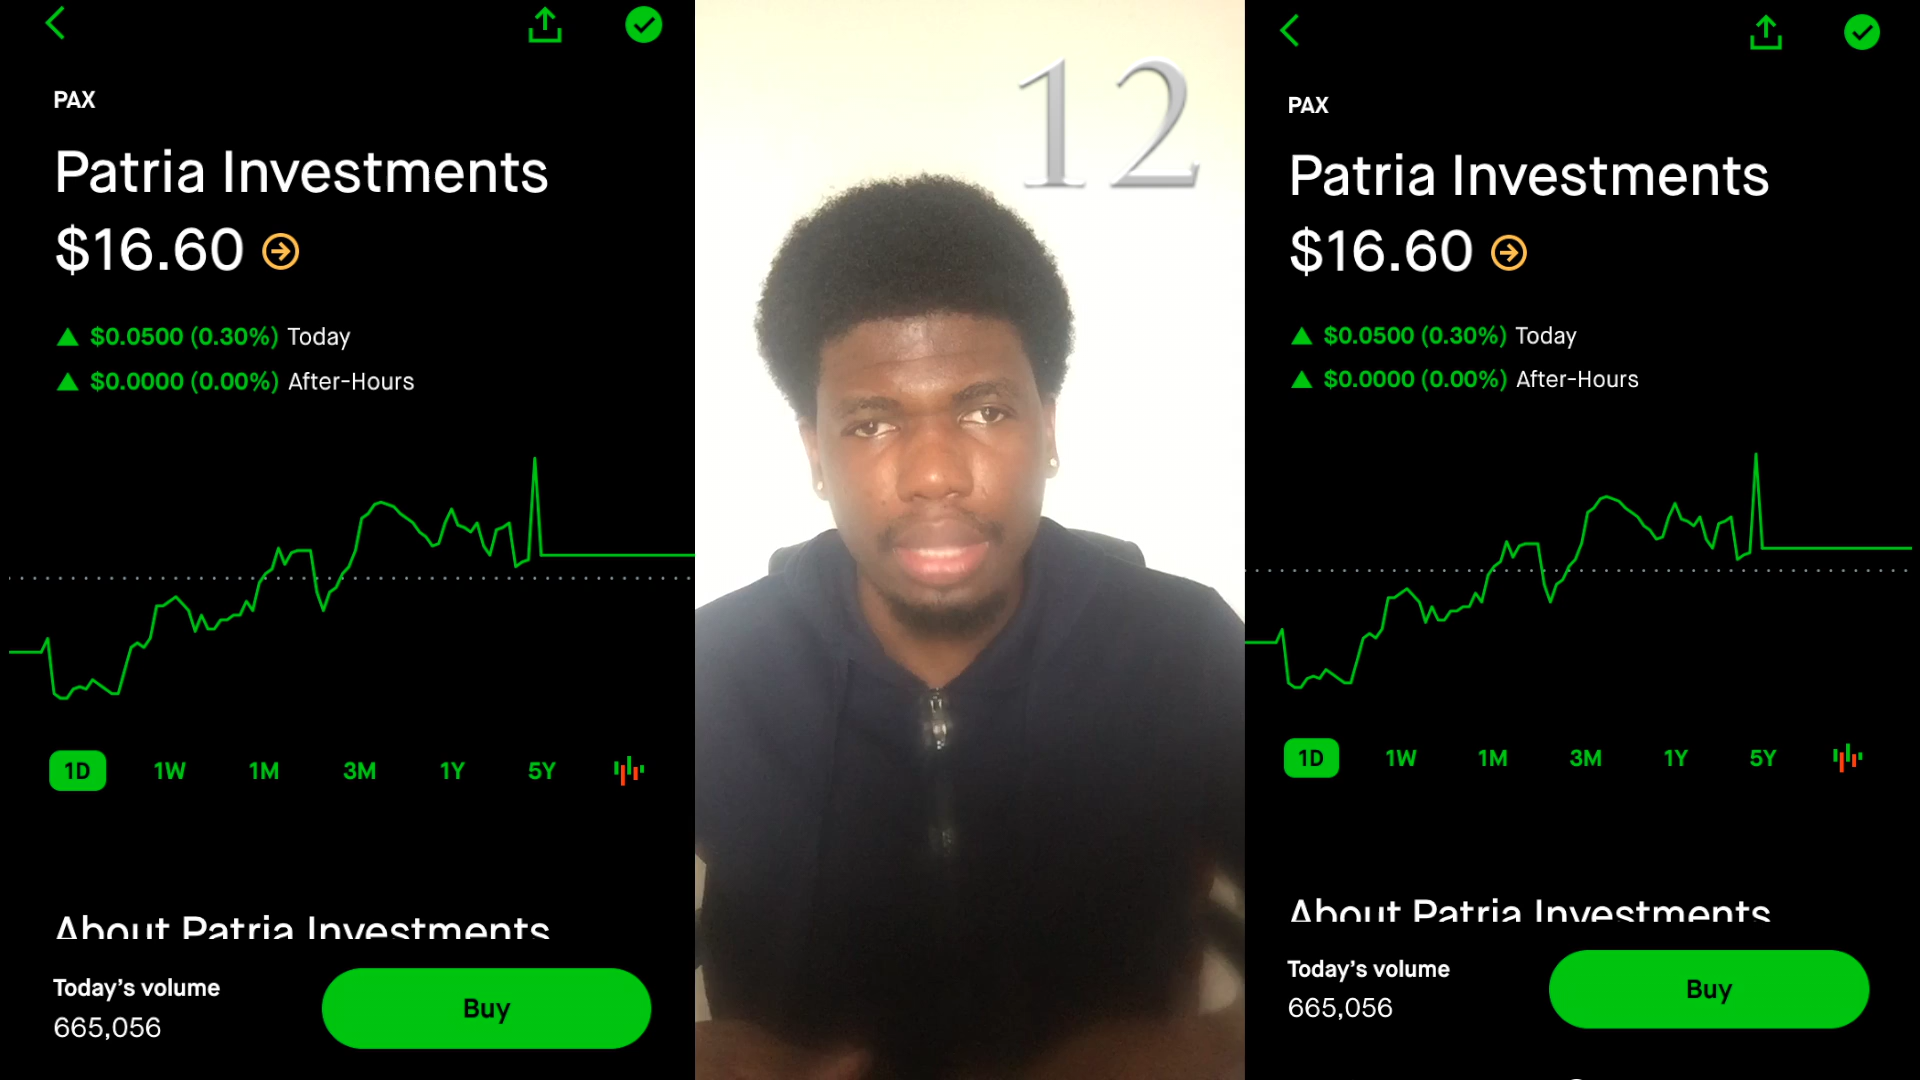 PAX
Patria Investments
$16.60
$0.0500 (0.30%) Today
$0.0000 (0.00%) After-Hours
1D 1W 1M 3M 1Y 5Y
About Patria Investments
Today's volume
665,056
Buy
12
PAX
Patria Investments
$16.60
$0.0500 (0.30%) Today
$0.0000 (0.00%) After-Hours
1D 1W 1M 3M 1Y 5Y
About Patria Investments
Today's volume
665,056
Buy